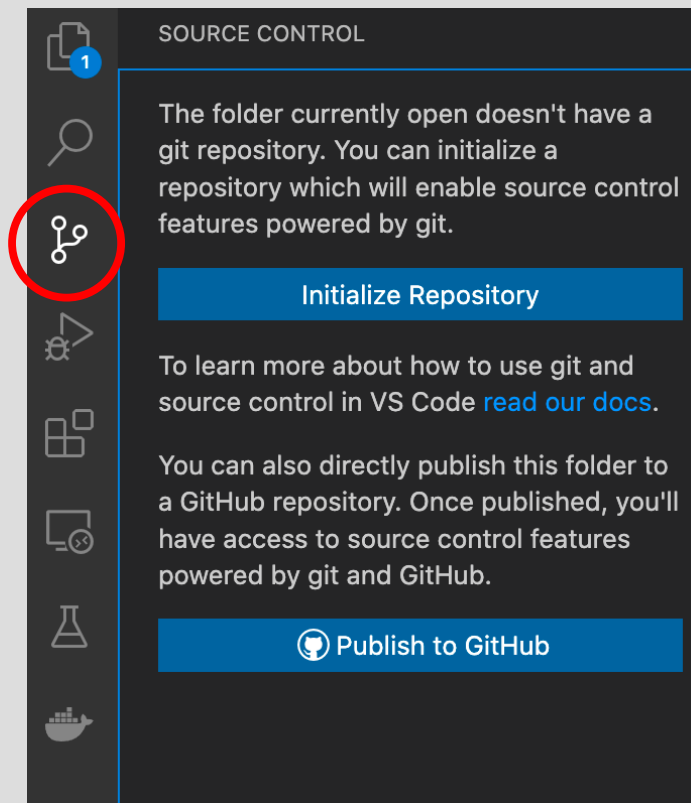 1
SOURCE CONTROL
The folder currently open doesn't have a
git repository. You can initialize a
repository which will enable source control
features powered by git.
Initialize Repository
To learn more about how to use git and
source control in VS Code read our docs.
You can also directly publish this folder to
a GitHub repository. Once published, you'll
have access to source control features
powered by git and GitHub.
Publish to GitHub